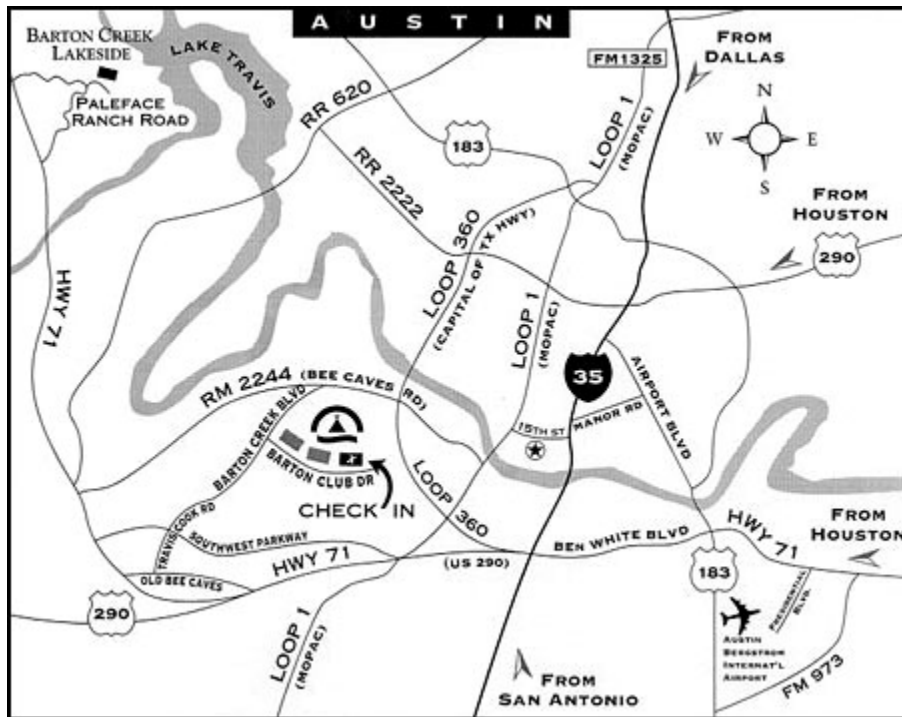 AUSTIN
BARTON CREEK
LAKESIDE
LAKE TRAVIS
PALEFACE
RANCH ROAD
RR 620
183
FM1325
FROM
DALLAS
LOOP 1
(MOPAC)
N
W E
S
RR 2222
LOOP 360
(CAPITAL OF TX HWY)
FROM
HOUSTON
290
HWY 71
LOOP 1
(MOPAC)
35
AIRPORT BLVD
RM 2244 (BEE CAVES RD)
15TH ST
MANOR RD
BARTON CREEK BLVD
BARTON CLUB DR
CHECK IN
LOOP 360
TRAVIS COOK RD
SOUTHWEST PARKWAY
OLD BEE CAVES
HWY 71
(US 290)
BEN WHITE BLVD
HWY 71
FROM
HOUSTON
183
290
LOOP 1
(MOPAC)
PRESIDENTIAL
BLVD.
AUSTIN
BERGSTROM
INTERNAT'L
AIRPORT
FM 973
FROM
SAN ANTONIO